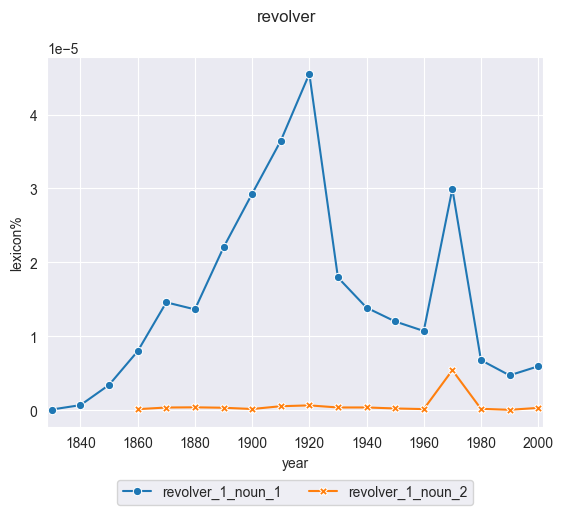 revolver
1e−5
4
3
2
1
0
lexicon%
1840 1860 1880 1900 1920 1940 1960 1980 2000
year
revolver_1_noun_1 revolver_1_noun_2